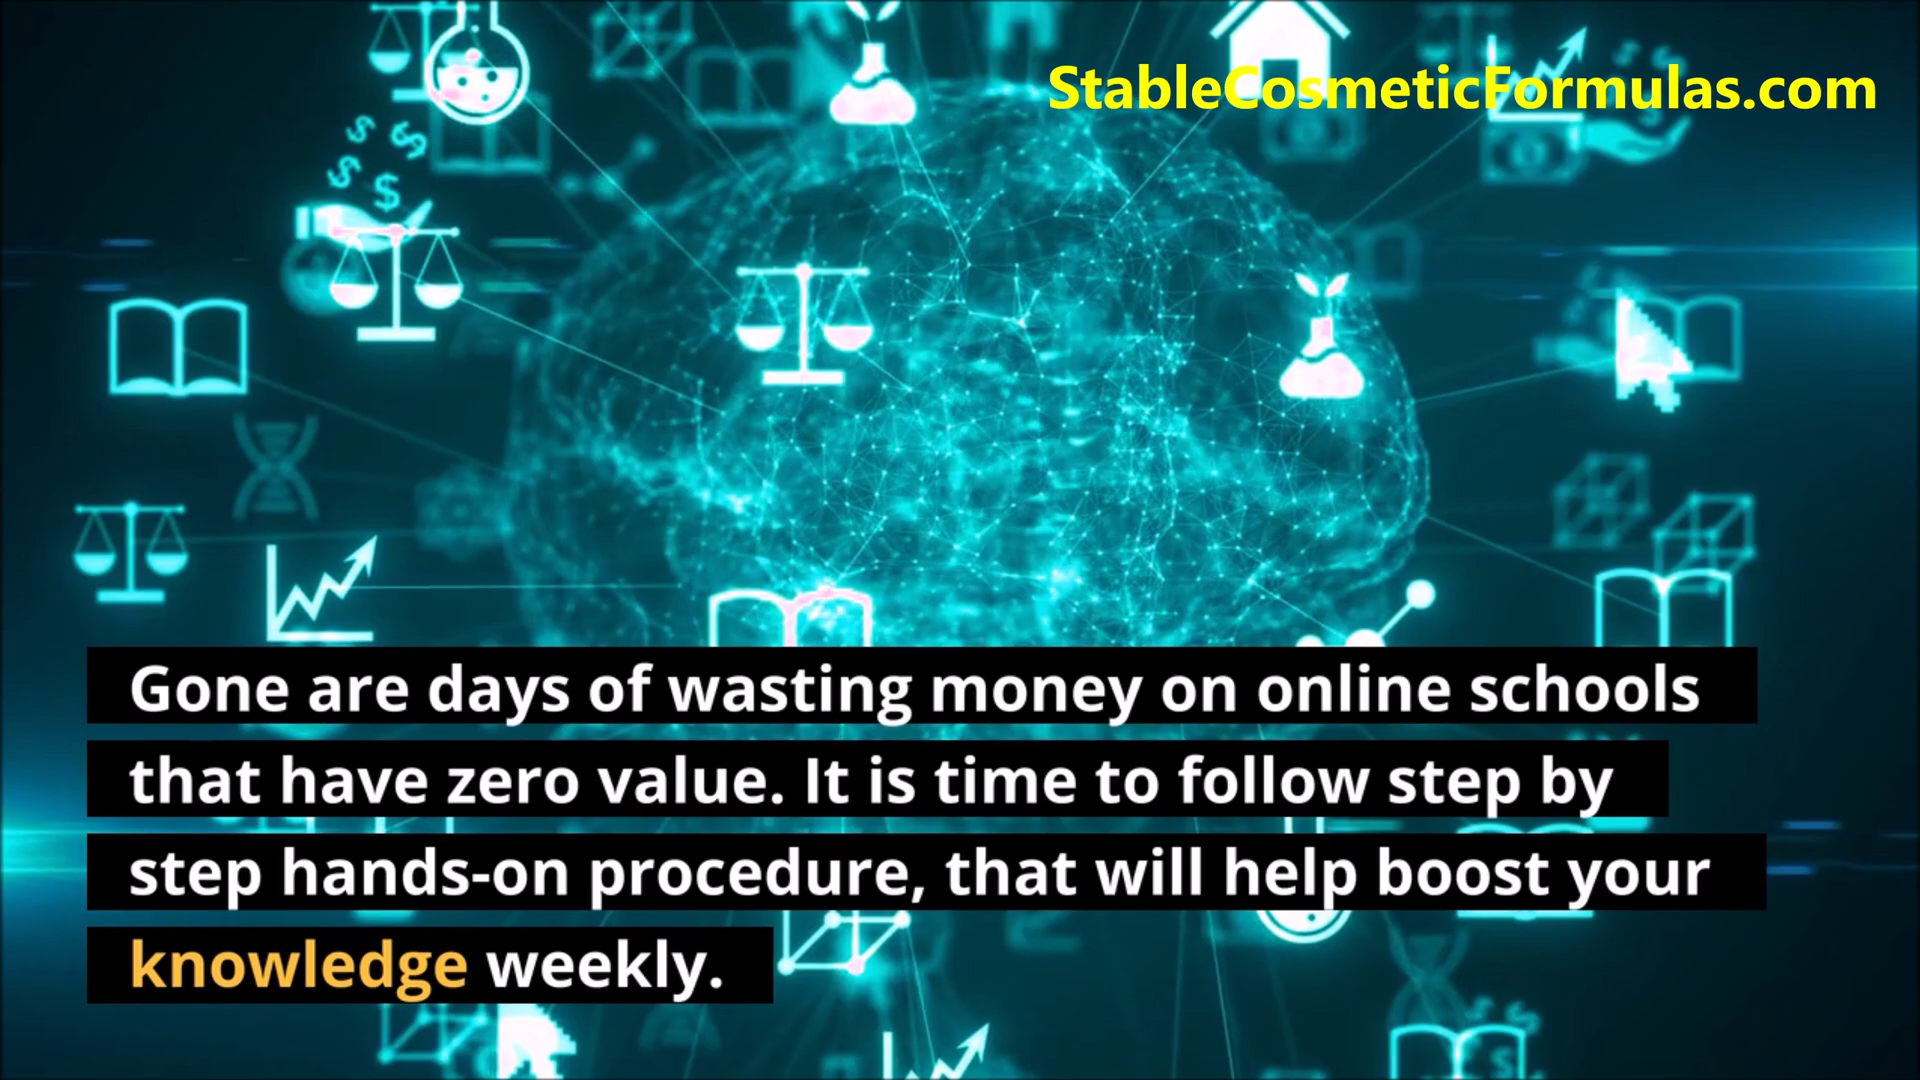 StableCosmeticFormulas.com
Gone are days of wasting money on online schools
that have zero value. It is time to follow step by
step hands-on procedure, that will help boost your
knowledge weekly.